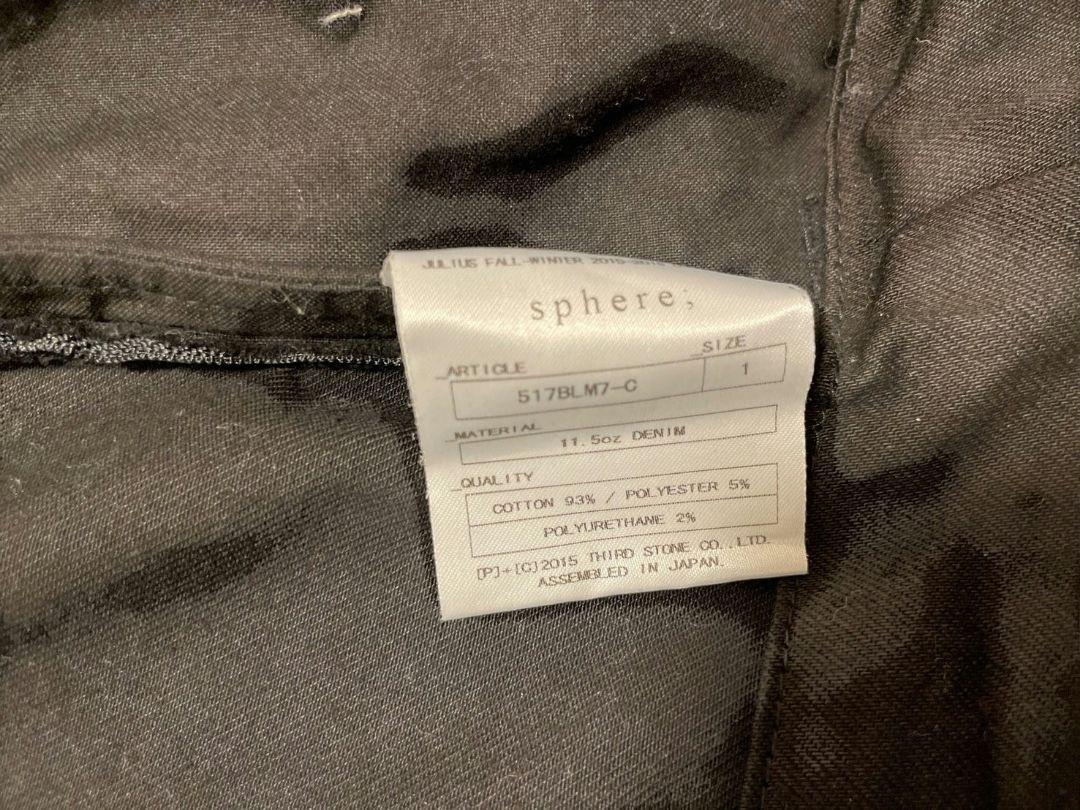 JULIUS FALL-WINTER 2015-
sphere;
_ARTICLE _SIZE
517BLM7-C 1
_MATERIAL
11.5oz DENIM
_QUALITY
COTTON 93% / POLYESTER 5%
POLYURETHANE 2%
[P]+[C]2015 THIRD STONE CO.,LTD.
ASSEMBLED IN JAPAN.